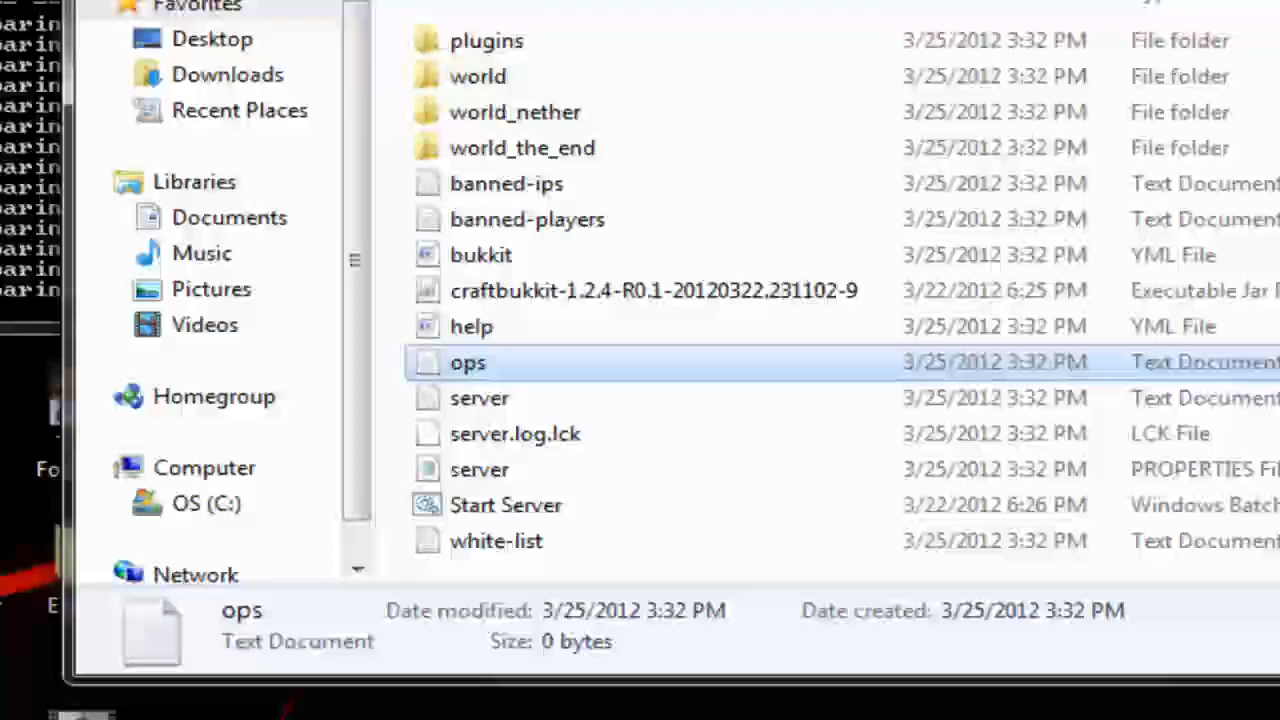 Favorites
Desktop
Downloads
Recent Places
Libraries
Documents
Music
Pictures
Videos
Homegroup
Computer
OS (C:)
Network
plugins 3/25/2012 3:32 PM File folder
world 3/25/2012 3:32 PM File folder
world_nether 3/25/2012 3:32 PM File folder
world_the_end 3/25/2012 3:32 PM File folder
banned-ips 3/25/2012 3:32 PM Text Document
banned-players 3/25/2012 3:32 PM Text Document
bukkit 3/25/2012 3:32 PM YML File
craftbukkit-1.2.4-R0.1-20120322.231102-9 3/22/2012 6:25 PM Executable Jar F
help 3/25/2012 3:32 PM YML File
ops 3/25/2012 3:32 PM Text Document
server 3/25/2012 3:32 PM Text Document
server.log.lck 3/25/2012 3:32 PM LCK File
server 3/25/2012 3:32 PM PROPERTIES Fil
Start Server 3/22/2012 6:26 PM Windows Batch
white-list 3/25/2012 3:32 PM Text Document
ops Date modified: 3/25/2012 3:32 PM Date created: 3/25/2012 3:32 PM
Text Document Size: 0 bytes